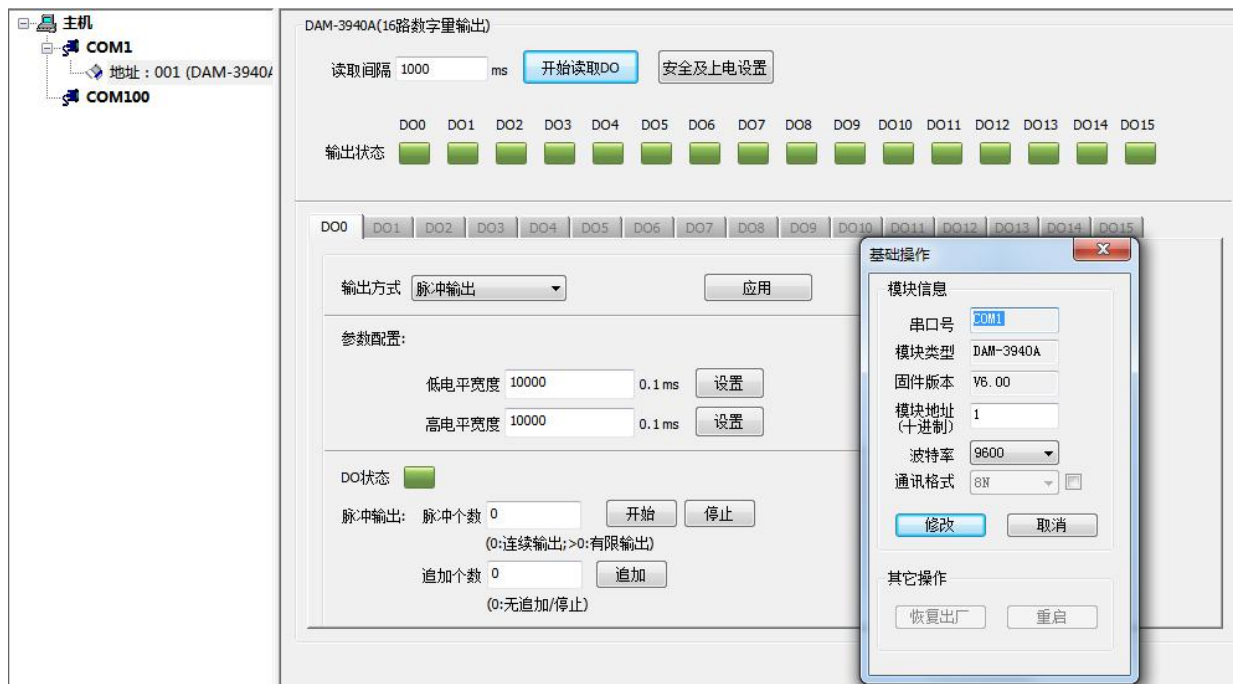 主机
COM1
地址：001 (DAM-3940A
COM100
DAM-3940A(16路数字量输出)
读取间隔 1000 ms 开始读取DO 安全及上电设置
DO0 DO1 DO2 DO3 DO4 DO5 DO6 DO7 DO8 DO9 DO10 DO11 DO12 DO13 DO14 DO15
输出状态
DO0 DO1 DO2 DO3 DO4 DO5 DO6 DO7 DO8 DO9 DO10 DO11 DO12 DO13 DO14 DO15
输出方式 脉冲输出 应用
参数配置:
低电平宽度 10000 0.1 ms 设置
高电平宽度 10000 0.1 ms 设置
DO状态
脉冲输出: 脉冲个数 0 开始 停止
(0:连续输出;>0:有限输出)
追加个数 0 追加
(0:无追加/停止)
基础操作
模块信息
串口号 COM1
模块类型 DAM-3940A
固件版本 V6.00
模块地址 1
(十进制)
波特率 9600
通讯格式 8N
修改 取消
其它操作
恢复出厂 重启